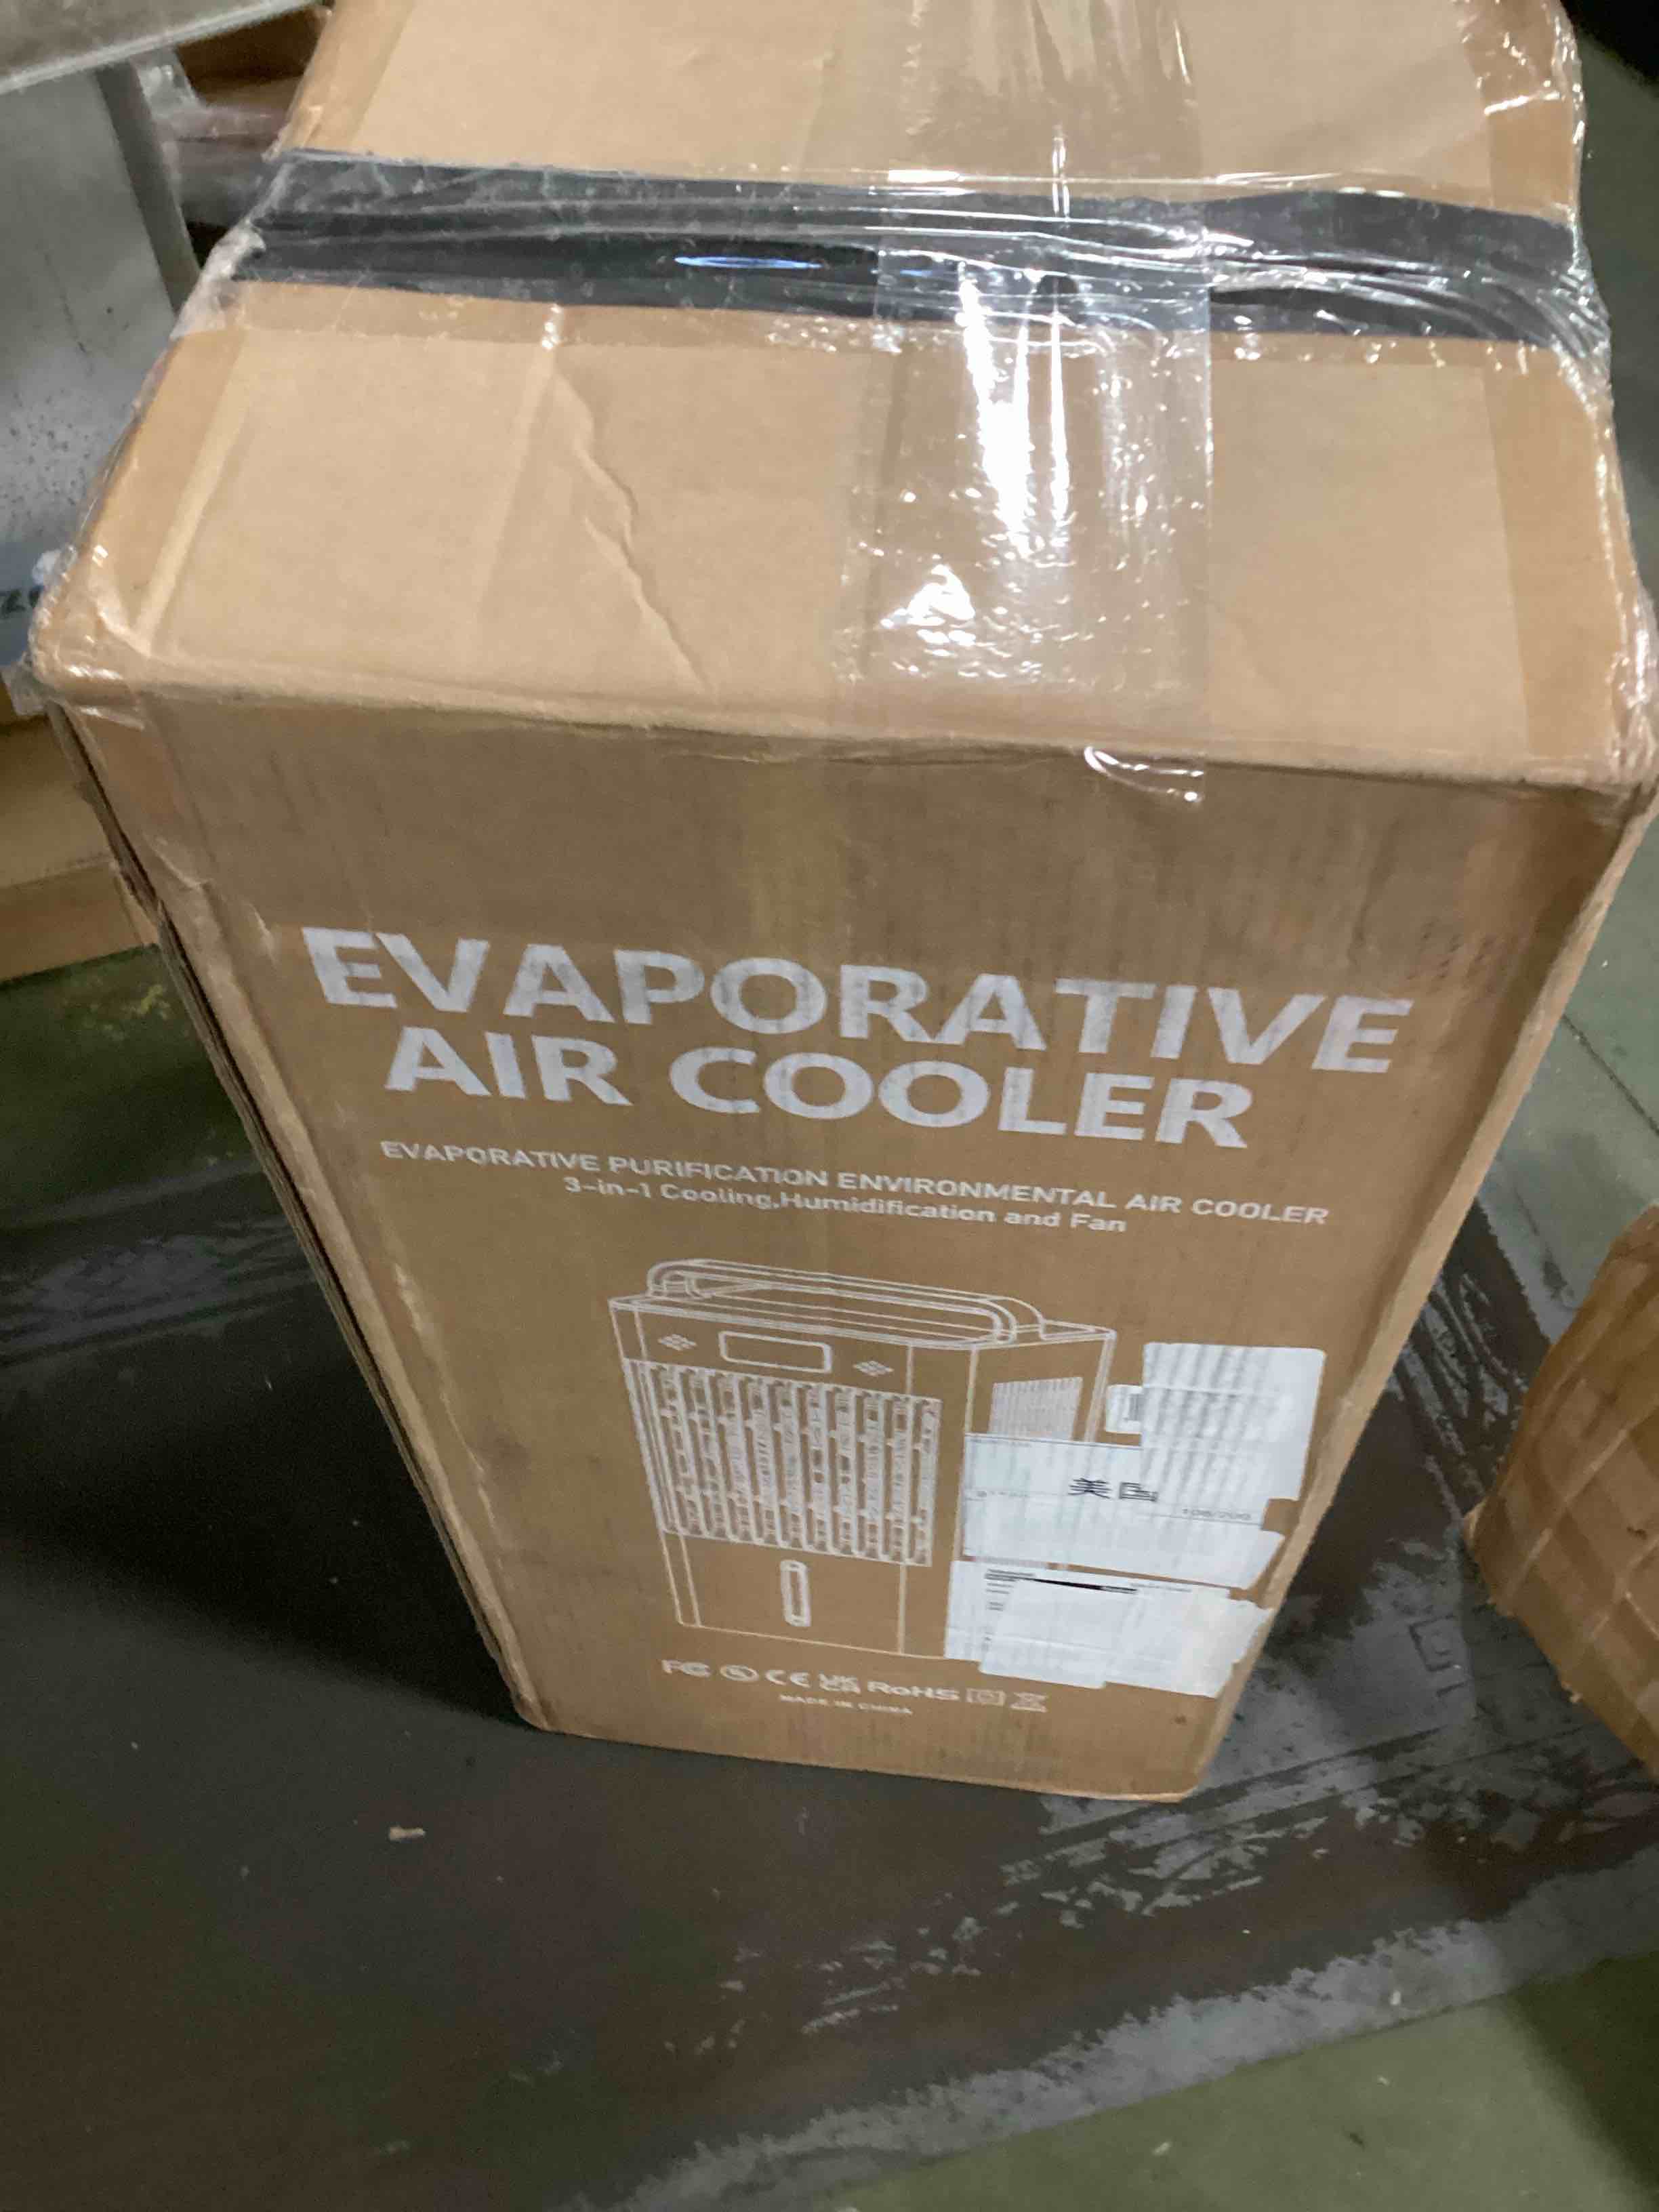 EVAPORATIVE
AIR COOLER
EVAPORATIVE PURIFICATION ENVIRONMENTAL AIR COOLER
3-in-1 Cooling,Humidification and Fan
美国
FC UL CE UK CA RoHS
MADE IN CHINA